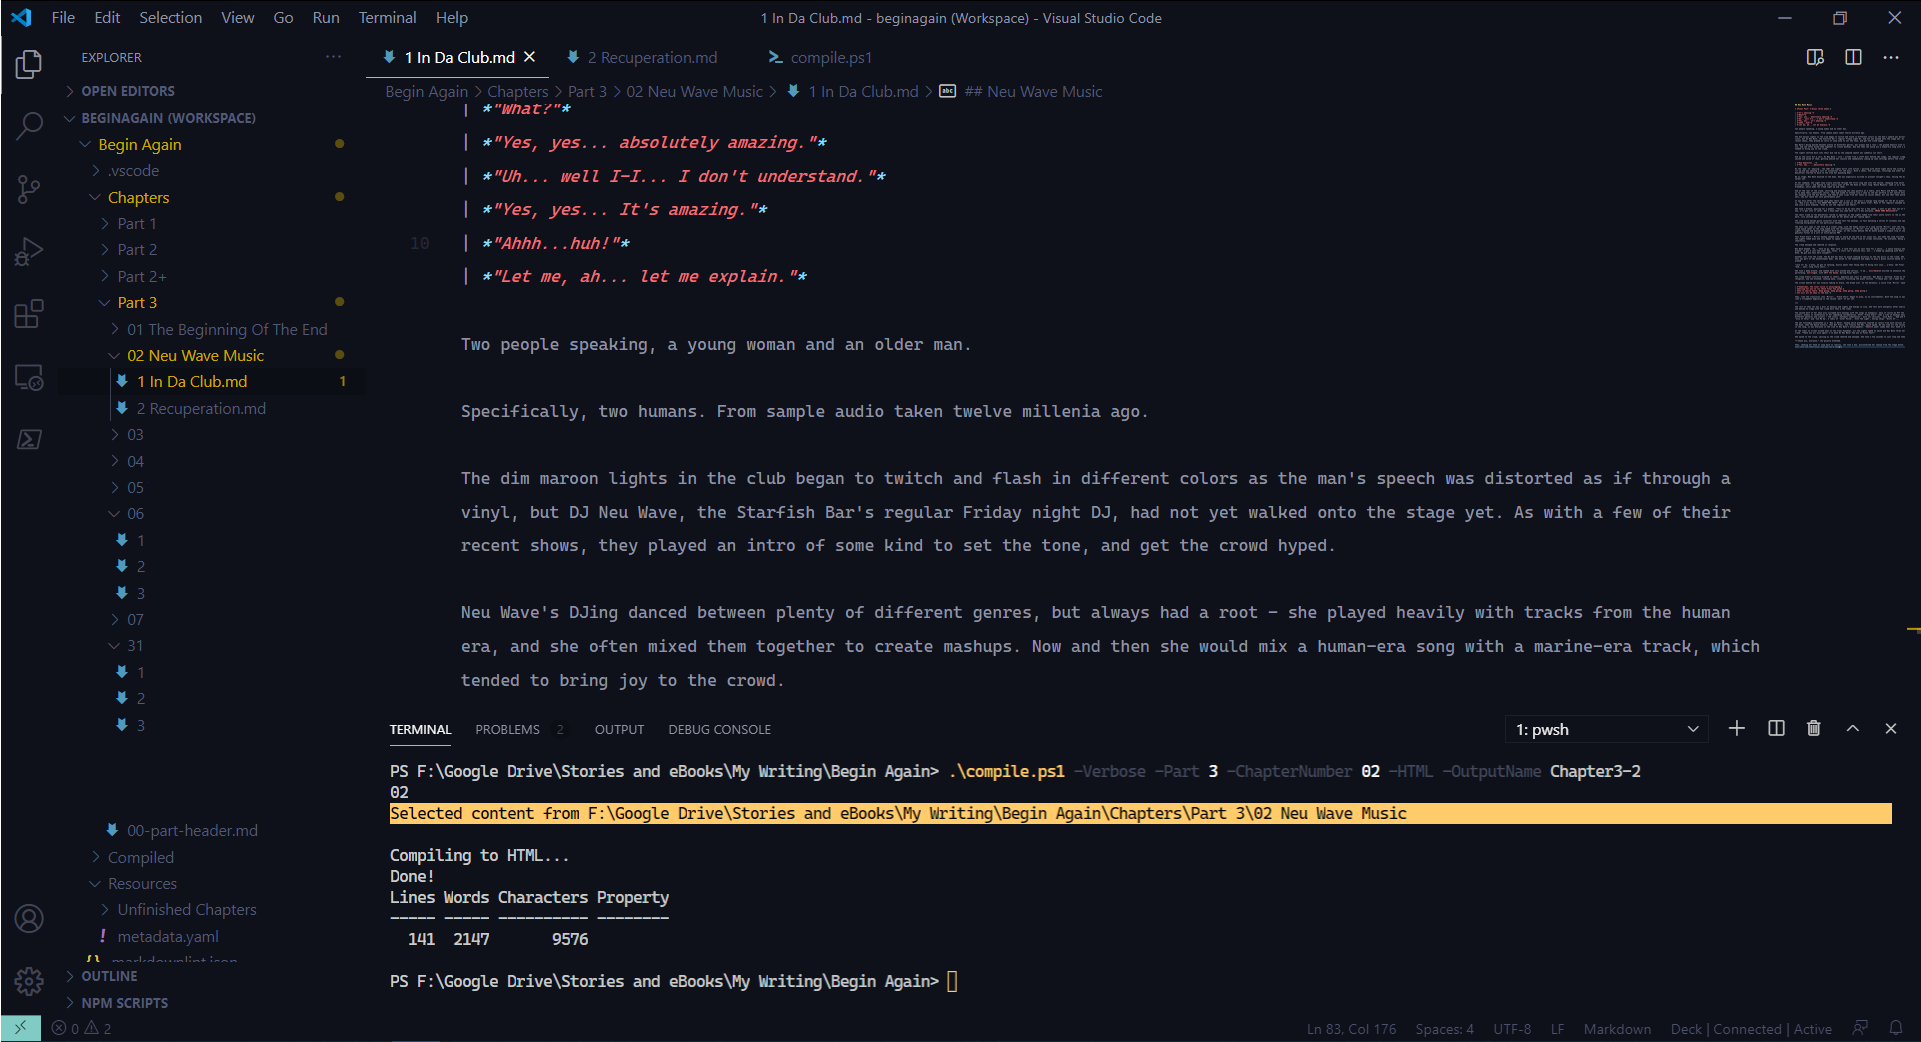 File Edit Selection View Go Run Terminal Help
1 In Da Club.md - beginagain (Workspace) - Visual Studio Code
EXPLORER
OPEN EDITORS
BEGINAGAIN (WORKSPACE)
Begin Again
.vscode
Chapters
Part 1
Part 2
Part 2+
Part 3
01 The Beginning Of The End
02 Neu Wave Music
1 In Da Club.md 1
2 Recuperation.md
03
04
05
06
1
2
3
07
31
1
2
3
00-part-header.md
Compiled
Resources
Unfinished Chapters
! metadata.yaml
{} .markdownlint.json
OUTLINE
NPM SCRIPTS
1 In Da Club.md 2 Recuperation.md compile.ps1
Begin Again > Chapters > Part 3 > 02 Neu Wave Music > 1 In Da Club.md > abc ## Neu Wave Music
| *"What?"*
| *"Yes, yes... absolutely amazing."*
| *"Uh... well I-I... I don't understand."*
| *"Yes, yes... It's amazing."*
10 | *"Ahhh...huh!"*
| *"Let me, ah... let me explain."*
Two people speaking, a young woman and an older man.
Specifically, two humans. From sample audio taken twelve millenia ago.
The dim maroon lights in the club began to twitch and flash in different colors as the man's speech was distorted as if through a
vinyl, but DJ Neu Wave, the Starfish Bar's regular Friday night DJ, had not yet walked onto the stage yet. As with a few of their
recent shows, they played an intro of some kind to set the tone, and get the crowd hyped.
Neu Wave's DJing danced between plenty of different genres, but always had a root - she played heavily with tracks from the human
era, and she often mixed them together to create mashups. Now and then she would mix a human-era song with a marine-era track, which
tended to bring joy to the crowd.
TERMINAL PROBLEMS 2 OUTPUT DEBUG CONSOLE
1: pwsh
PS F:\Google Drive\Stories and eBooks\My Writing\Begin Again> .\compile.ps1 -Verbose -Part 3 -ChapterNumber 02 -HTML -OutputName Chapter3-2
02
Selected content from F:\Google Drive\Stories and eBooks\My Writing\Begin Again\Chapters\Part 3\02 Neu Wave Music
Compiling to HTML...
Done!
Lines Words Characters Property
----- ----- ---------- --------
141 2147 9576
PS F:\Google Drive\Stories and eBooks\My Writing\Begin Again>
0 2
Ln 83, Col 176 Spaces: 4 UTF-8 LF Markdown Deck | Connected | Active